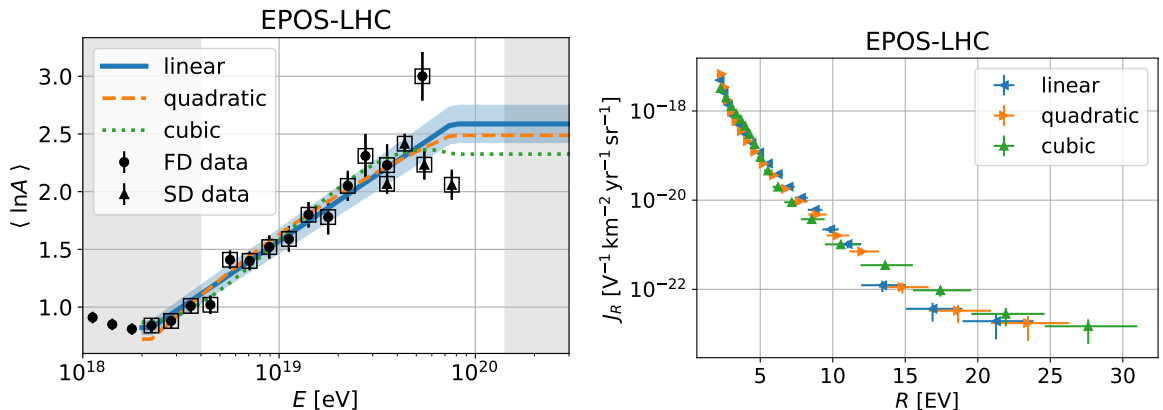 EPOS-LHC
linear
quadratic
cubic
FD data
SD data
3.0
2.5
2.0
1.5
1.0
⟨ lnA ⟩
10¹⁸
10¹⁹
10²⁰
E [eV]
EPOS-LHC
linear
quadratic
cubic
10⁻¹⁸
10⁻²⁰
10⁻²²
J_R [V⁻¹ km⁻² yr⁻¹ sr⁻¹]
5
10
15
20
25
30
R [EV]